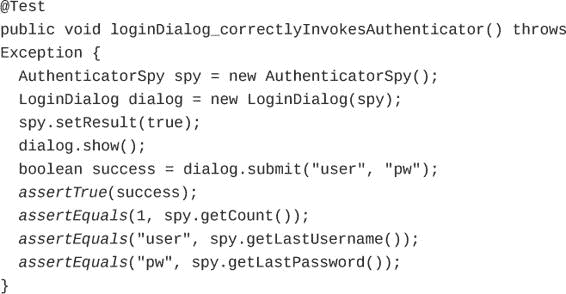 @Test
public void loginDialog_correctlyInvokesAuthenticator() throws
Exception {
  AuthenticatorSpy spy = new AuthenticatorSpy();
  LoginDialog dialog = new LoginDialog(spy);
  spy.setResult(true);
  dialog.show();
  boolean success = dialog.submit("user", "pw");
  assertTrue(success);
  assertEquals(1, spy.getCount());
  assertEquals("user", spy.getLastUsername());
  assertEquals("pw", spy.getLastPassword());
}